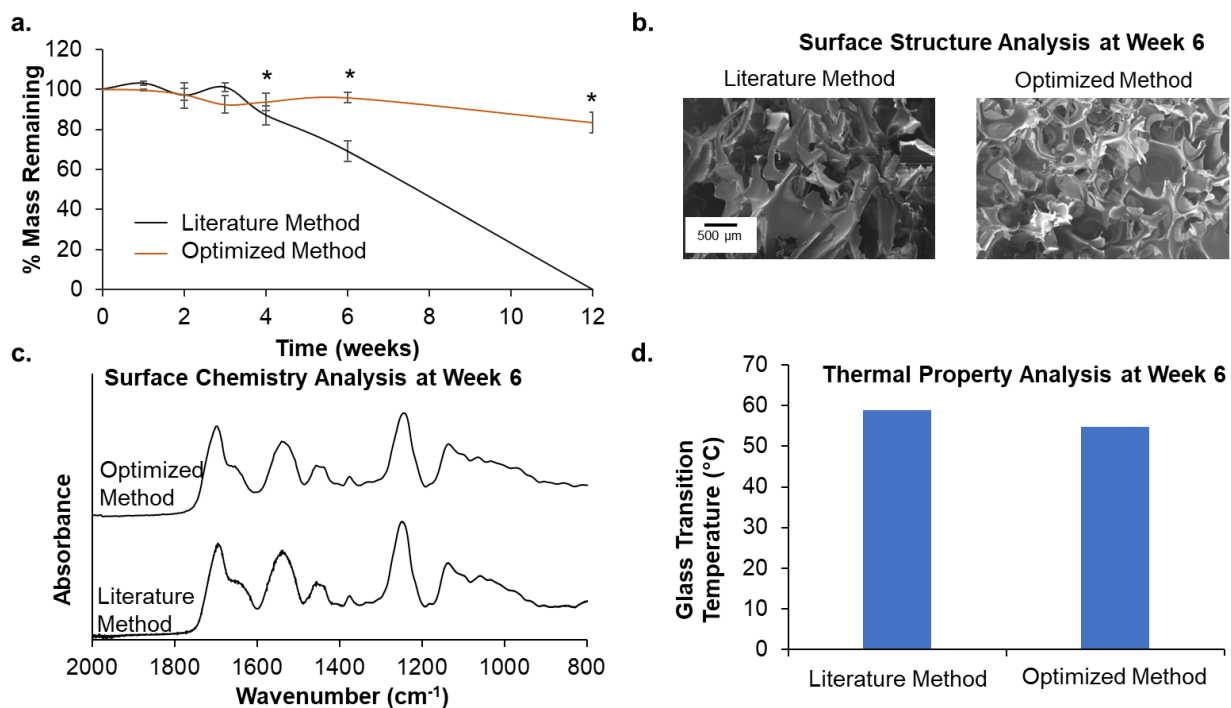 a.
120
100
80
60
40
20
0
% Mass Remaining
*
*
*
Literature Method
Optimized Method
0 2 4 6 8 10 12
Time (weeks)
b.
Surface Structure Analysis at Week 6
Literature Method
Optimized Method
500 µm
c.
Surface Chemistry Analysis at Week 6
Optimized
Method
Literature
Method
Absorbance
2000 1800 1600 1400 1200 1000 800
Wavenumber (cm⁻¹)
d.
Thermal Property Analysis at Week 6
70
60
50
40
30
20
10
0
Glass Transition
Temperature (°C)
Literature Method
Optimized Method